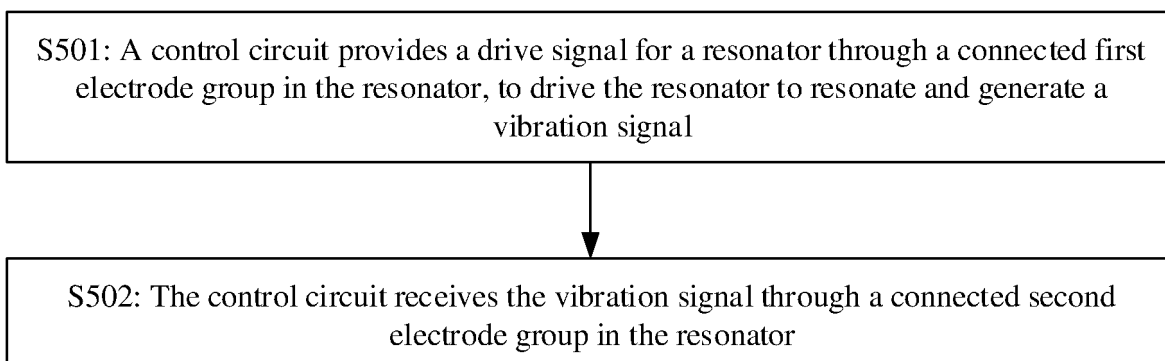 S501: A control circuit provides a drive signal for a resonator through a connected first
electrode group in the resonator, to drive the resonator to resonate and generate a
vibration signal
S502: The control circuit receives the vibration signal through a connected second
electrode group in the resonator